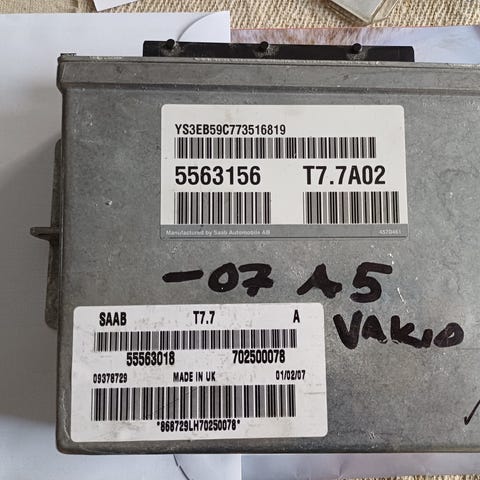 YS3EB59C773516819
5563156 T7.7A02
Manufactured by Saab Automobile AB 4570461
-07 A5
VAKIO
SAAB T7.7 A
55563018 702500078
09378729 MADE IN UK 01/02/07
*868729LH70250078*